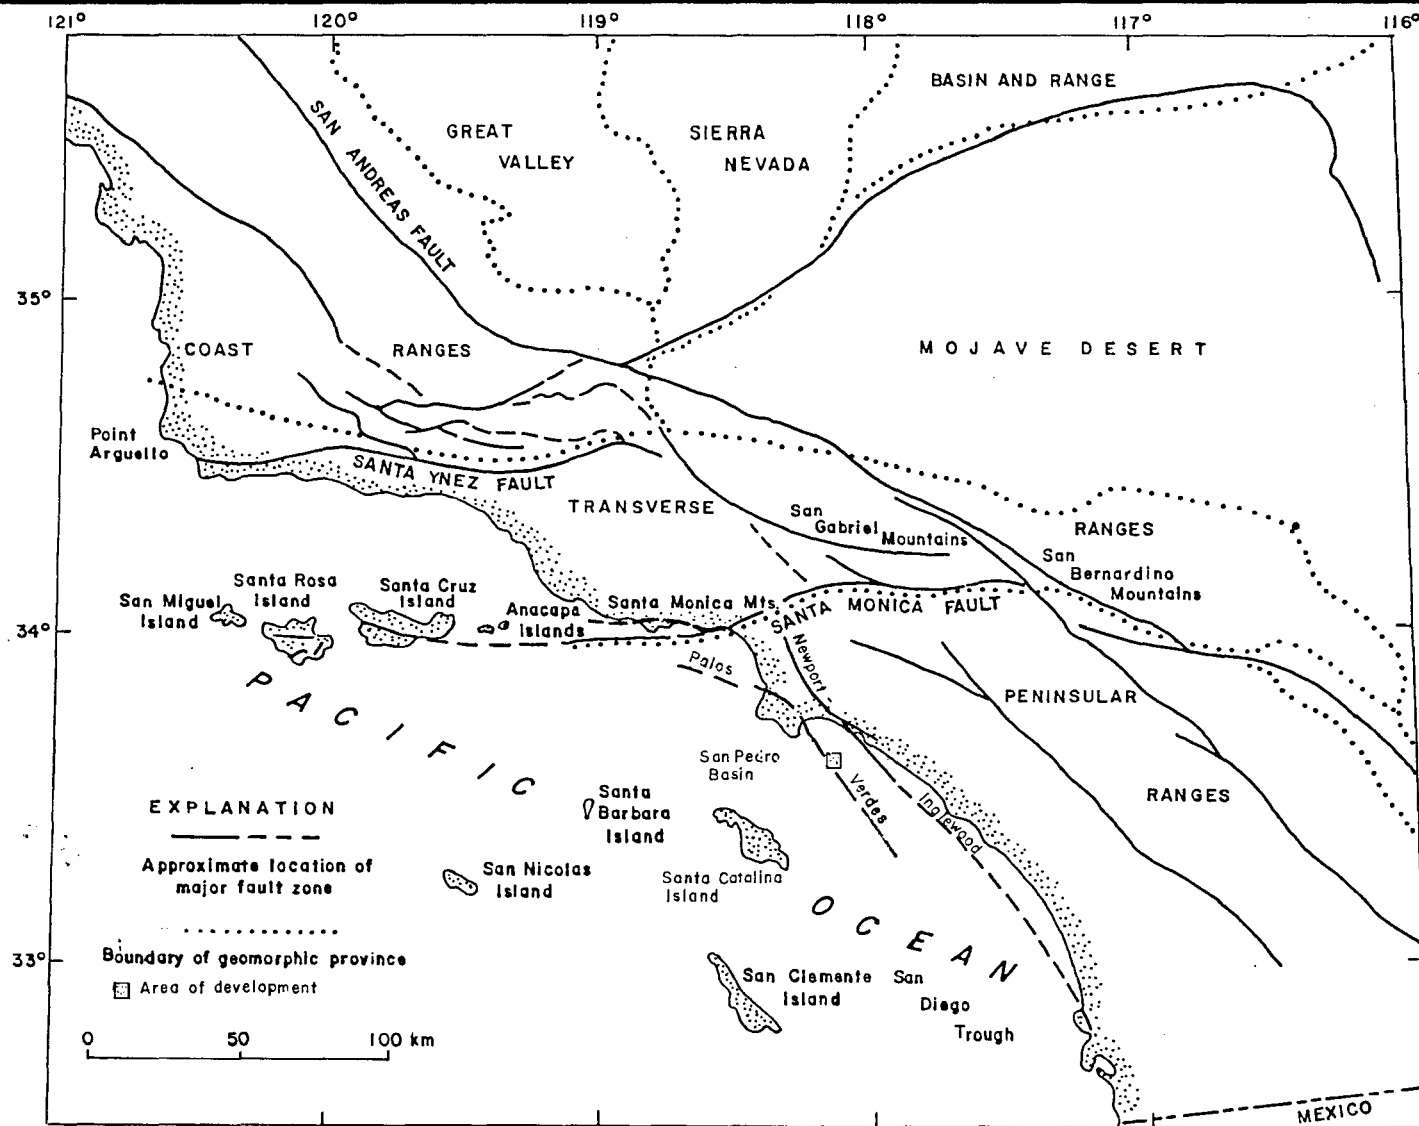 121°
120°
119°
118°
117°
116°
BASIN AND RANGE
SAN ANDREAS FAULT
GREAT
VALLEY
SIERRA
NEVADA
35°
COAST RANGES
MOJAVE DESERT
Point
Arguello
SANTA YNEZ FAULT
TRANSVERSE
RANGES
San
Gabriel
Mountains
San
Bernardino
Mountains
Santa Rosa
Island
San Miguel
Island
Santa Cruz
Island
Anacapa
Islands
Santa Monica Mts.
SANTA MONICA FAULT
34°
Palos
Verdes
Newport -
Inglewood
PENINSULAR
RANGES
PACIFIC
OCEAN
San Pedro
Basin
Santa
Barbara
Island
San Nicolas
Island
Santa Catalina
Island
San Clemente
Island
San
Diego
Trough
33°
EXPLANATION
Approximate location of
major fault zone
Boundary of geomorphic province
Area of development
0 50 100 km
MEXICO